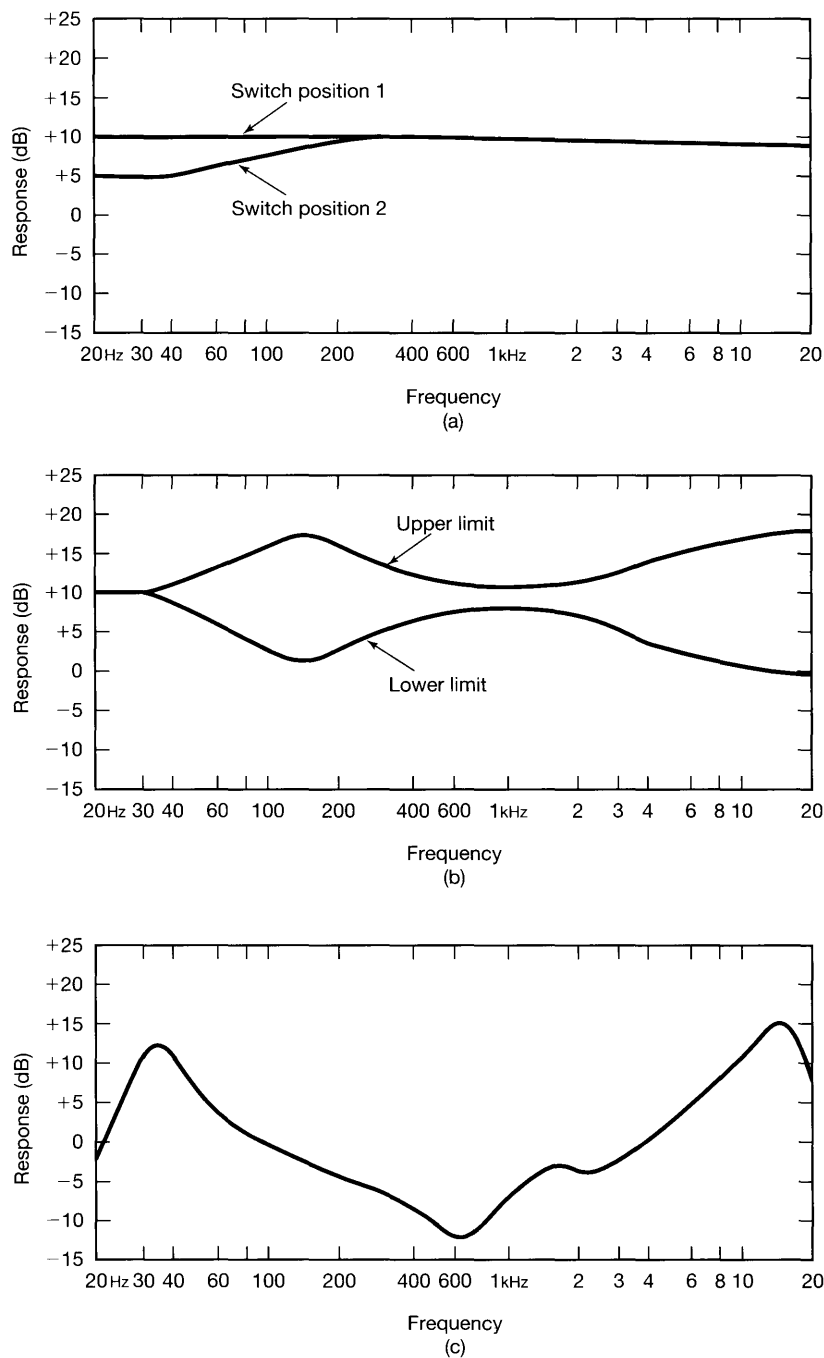 +25
+20
+15
+10
+5
0
−5
−10
−15
Response (dB)
Switch position 1
Switch position 2
20Hz 30 40 60 100 200 400 600 1kHz 2 3 4 6 8 10 20
Frequency
(a)
+25
+20
+15
+10
+5
0
−5
−10
−15
Response (dB)
Upper limit
Lower limit
20Hz 30 40 60 100 200 400 600 1kHz 2 3 4 6 8 10 20
Frequency
(b)
+25
+20
+15
+10
+5
0
−5
−10
−15
Response (dB)
20Hz 30 40 60 100 200 400 600 1kHz 2 3 4 6 8 10 20
Frequency
(c)